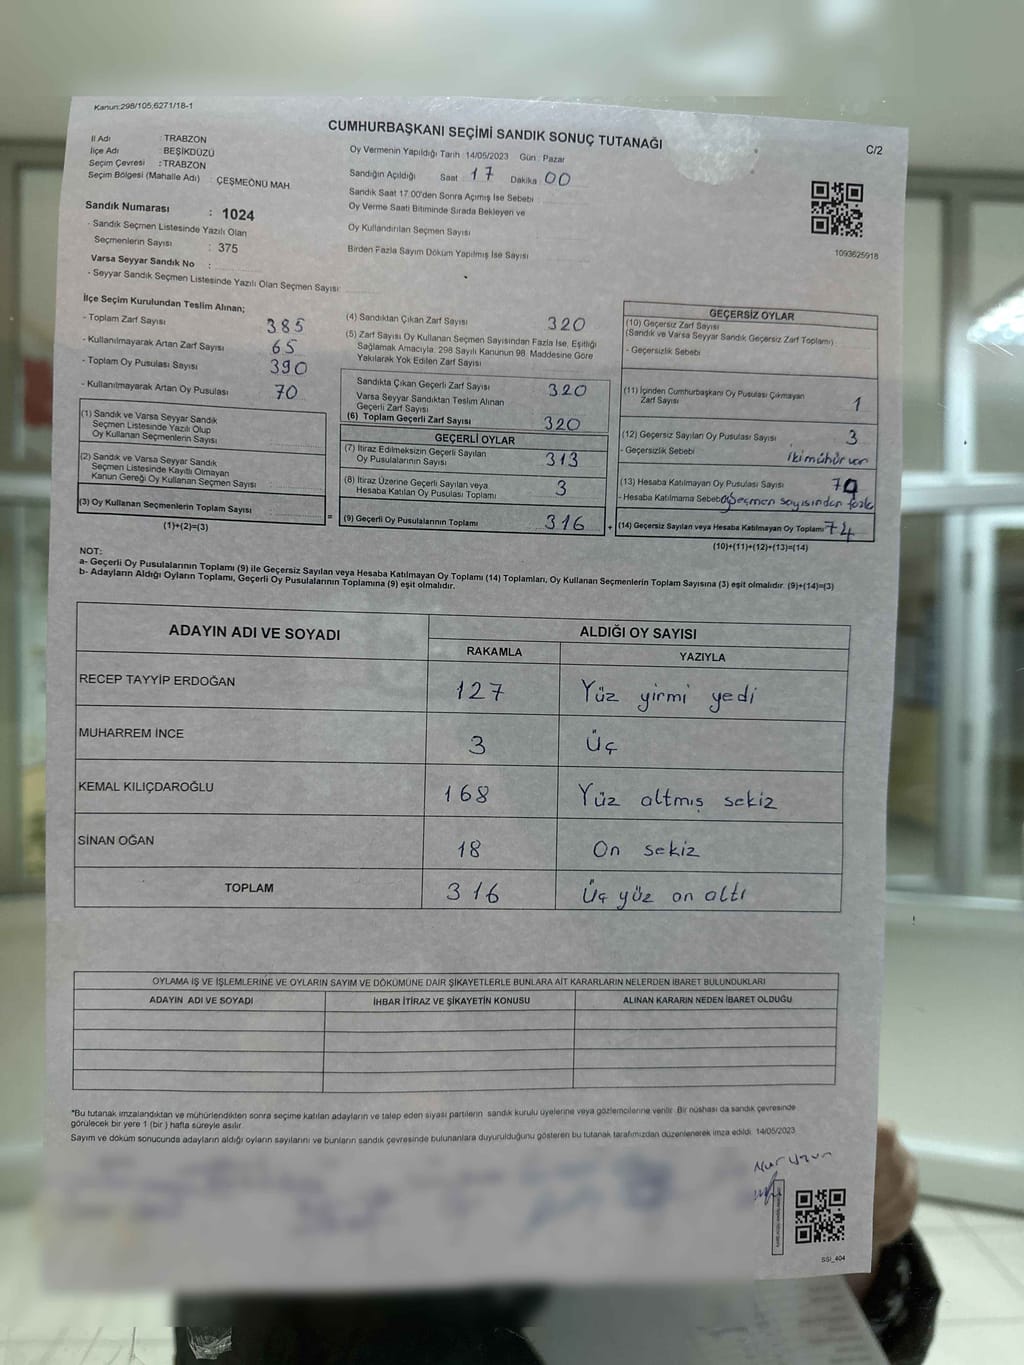 Kanun:298/105,6271/18-1
CUMHURBAŞKANI SEÇİMİ SANDIK SONUÇ TUTANAĞI
C/2
İl Adı : TRABZON
İlçe Adı : BEŞİKDÜZÜ
Seçim Çevresi : TRABZON
Seçim Bölgesi (Mahalle Adı) : ÇEŞMEÖNÜ MAH.
Oy Vermenin Yapıldığı Tarih :14/05/2023 Gün : Pazar
Sandığın Açıldığı Saat 17 Dakika 00
Sandık Saat 17:00'den Sonra Açımış İse Sebebi
Oy Verme Saati Bitiminde Sırada Bekleyen ve
Oy Kullandırılan Seçmen Sayısı
Birden Fazla Sayım Döküm Yapılmış İse Sayısı
1093625918
Sandık Numarası : 1024
- Sandık Seçmen Listesinde Yazılı Olan
Seçmenlerin Sayısı : 375
Varsa Seyyar Sandık No :
- Seyyar Sandık Seçmen Listesinde Yazılı Olan Seçmen Sayısı:
İlçe Seçim Kurulundan Teslim Alınan;
- Toplam Zarf Sayısı 385
- Kullanılmayarak Artan Zarf Sayısı 65
- Toplam Oy Pusulası Sayısı 390
- Kullanılmayarak Artan Oy Pusulası 70
(1) Sandık ve Varsa Seyyar Sandık
Seçmen Listesinde Yazılı Olup
Oy Kullanan Seçmenlerin Sayısı
(2) Sandık ve Varsa Seyyar Sandık
Seçmen Listesinde Kayıtlı Olmayan
Kanun Gereği Oy Kullanan Seçmen Sayısı
(3) Oy Kullanan Seçmenlerin Toplam Sayısı
(1)+(2)=(3)
=
(4) Sandıktan Çıkan Zarf Sayısı 320
(5) Zarf Sayısı Oy Kullanan Seçmen Sayısından Fazla İse, Eşitliği
Sağlamak Amacıyla, 298 Sayılı Kanunun 98. Maddesine Göre
Yakılarak Yok Edilen Zarf Sayısı
Sandıkta Çıkan Geçerli Zarf Sayısı 320
Varsa Seyyar Sandıktan Teslim Alınan
Geçerli Zarf Sayısı
(6) Toplam Geçerli Zarf Sayısı 320
GEÇERLİ OYLAR
(7) İtiraz Edilmeksizin Geçerli Sayılan
Oy Pusulalarının Sayısı 313
(8) İtiraz Üzerine Geçerli Sayılan veya
Hesaba Katılan Oy Pusulası Toplamı 3
(9) Geçerli Oy Pusulalarının Toplamı 316
+
GEÇERSİZ OYLAR
(10) Geçersiz Zarf Sayısı
(Sandık ve Varsa Seyyar Sandık Geçersiz Zarf Toplamı)
- Geçersizlik Sebebi
(11) İçinden Cumhurbaşkanı Oy Pusulası Çıkmayan
Zarf Sayısı 1
(12) Geçersiz Sayılan Oy Pusulası Sayısı 3
- Geçersizlik Sebebi İki mühür var
(13) Hesaba Katılmayan Oy Pusulası Sayısı 70
- Hesaba Katılmama Sebebi Seçmen sayısından fazla
(14) Geçersiz Sayılan veya Hesaba Katılmayan Oy Toplamı 74
(10)+(11)+(12)+(13)=(14)
NOT:
a- Geçerli Oy Pusulalarının Toplamı (9) ile Geçersiz Sayılan veya Hesaba Katılmayan Oy Toplamı (14) Toplamları, Oy Kullanan Seçmenlerin Toplam Sayısına (3) eşit olmalıdır. (9)+(14)=(3)
b- Adayların Aldığı Oyların Toplamı, Geçerli Oy Pusulalarının Toplamına (9) eşit olmalıdır.
ADAYIN ADI VE SOYADI ALDIĞI OY SAYISI
RAKAMLA YAZIYLA
RECEP TAYYİP ERDOĞAN 127 Yüz yirmi yedi
MUHARREM İNCE 3 Üç
KEMAL KILIÇDAROĞLU 168 Yüz altmış sekiz
SİNAN OĞAN 18 On sekiz
TOPLAM 316 Üç yüz on altı
OYLAMA İŞ VE İŞLEMLERİNE VE OYLARIN SAYIM VE DÖKÜMÜNE DAİR ŞİKAYETLERLE BUNLARA AİT KARARLARIN NELERDEN İBARET BULUNDUKLARI
ADAYIN ADI VE SOYADI İHBAR İTİRAZ VE ŞİKAYETİN KONUSU ALINAN KARARIN NEDEN İBARET OLDUĞU
*Bu tutanak imzalandıktan ve mühürlendikten sonra seçime katılan adayların ve talep eden siyasi partilerin sandık kurulu üyelerine veya gözlemcilerine verilir. Bir nüshası da sandık çevresinde
görülecek bir yere 1 (bir ) hafta süreyle asılır.
Sayım ve döküm sonucunda adayların aldığı oyların sayılarını ve bunların sandık çevresinde bulunanlara duyurulduğunu gösteren bu tutanak tarafımızdan düzenlenerek imza edildi. 14/05/2023
Nur Uzun
SSİ_404